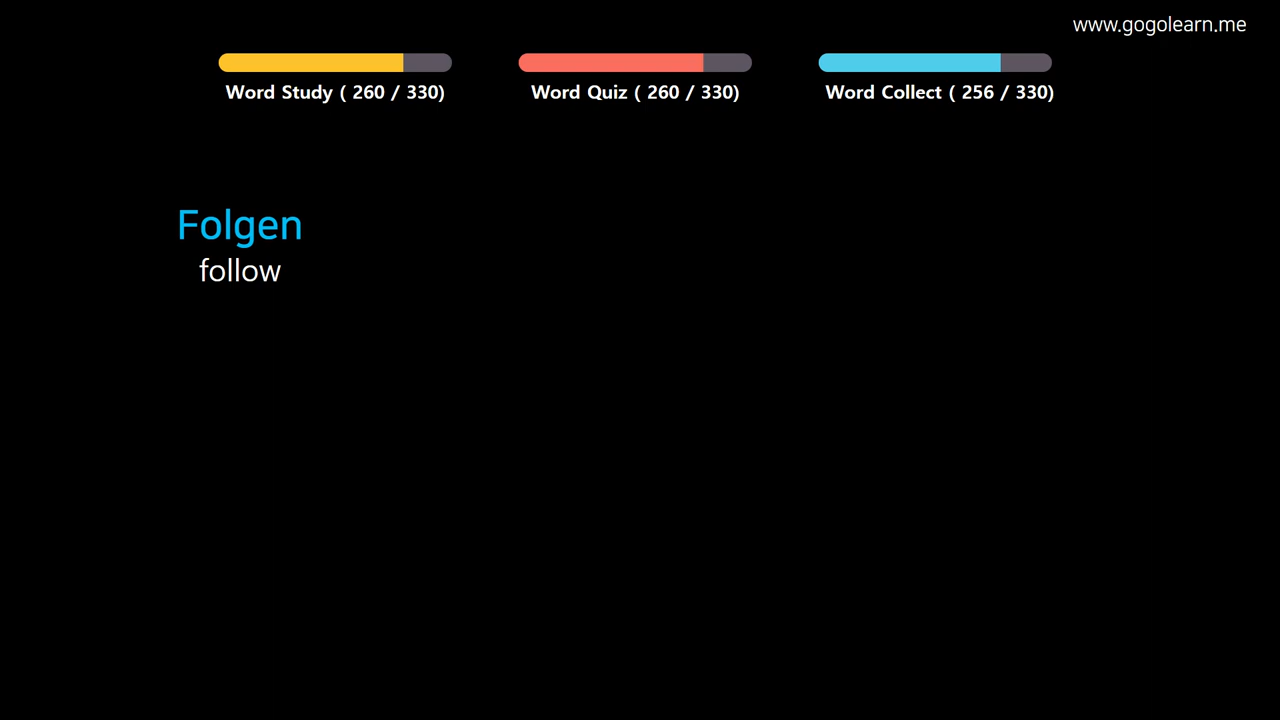 www.gogolearn.me
Word Study ( 260 / 330)
Word Quiz ( 260 / 330)
Word Collect ( 256 / 330)
Folgen
follow